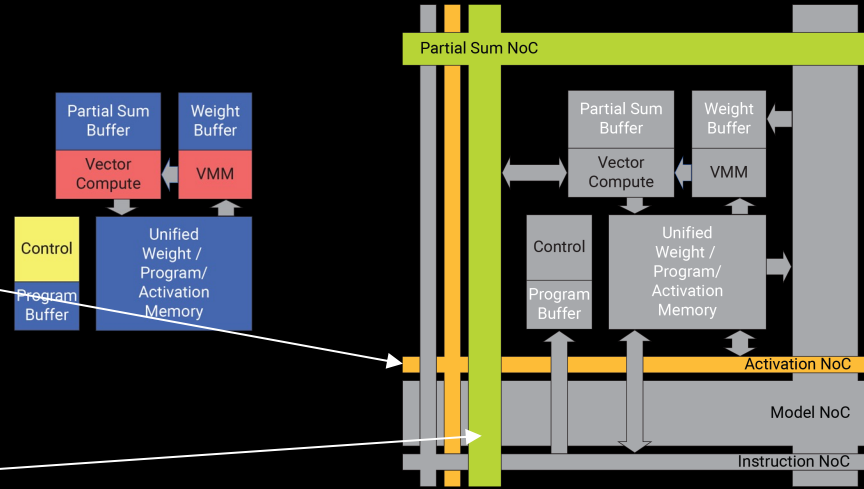 Partial Sum
Buffer
Weight
Buffer
Vector
Compute
VMM
Control
Program
Buffer
Unified
Weight /
Program/
Activation
Memory
Partial Sum NoC
Partial Sum
Buffer
Weight
Buffer
Vector
Compute
VMM
Control
Program
Buffer
Unified
Weight /
Program/
Activation
Memory
Activation NoC
Model NoC
Instruction NoC